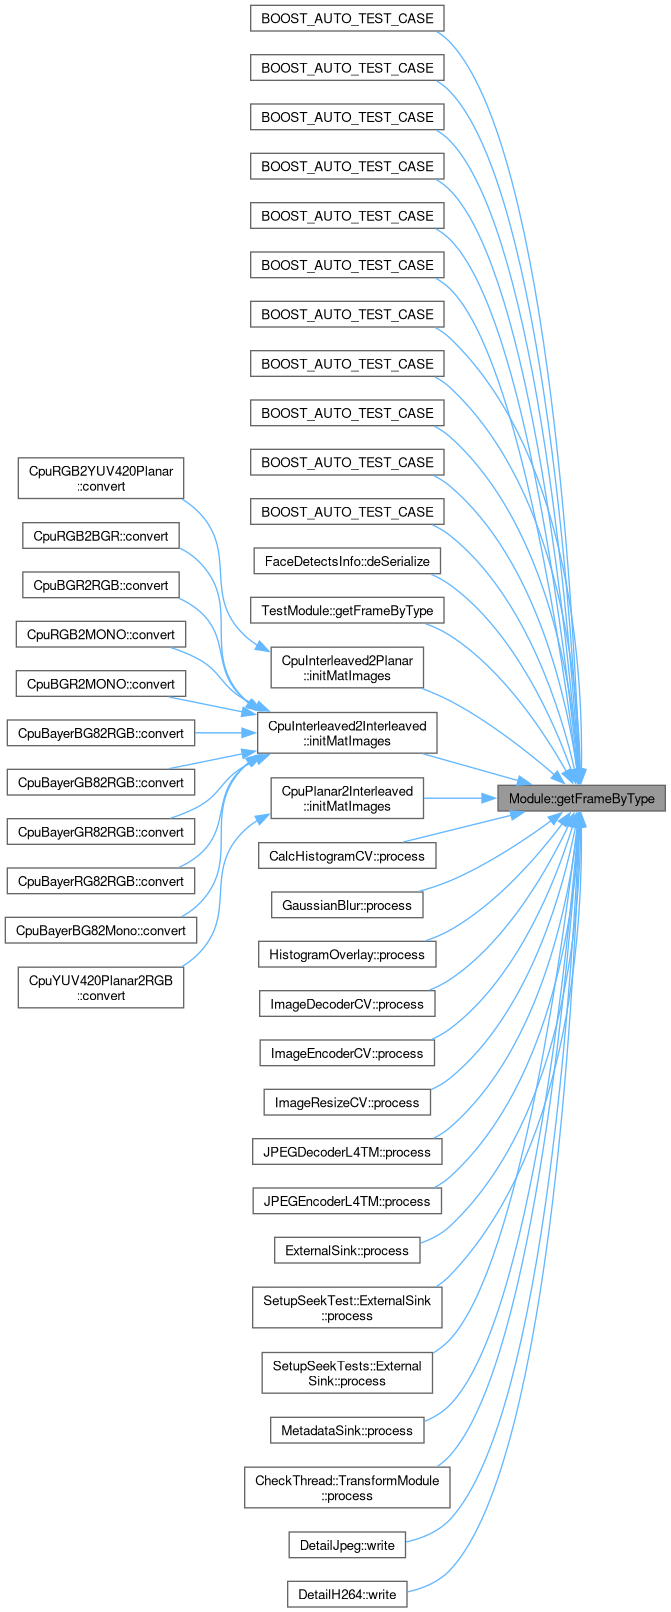 BOOST_AUTO_TEST_CASE
BOOST_AUTO_TEST_CASE
BOOST_AUTO_TEST_CASE
BOOST_AUTO_TEST_CASE
BOOST_AUTO_TEST_CASE
BOOST_AUTO_TEST_CASE
BOOST_AUTO_TEST_CASE
BOOST_AUTO_TEST_CASE
BOOST_AUTO_TEST_CASE
BOOST_AUTO_TEST_CASE
BOOST_AUTO_TEST_CASE
FaceDetectsInfo::deSerialize
TestModule::getFrameByType
CpuInterleaved2Planar
::initMatImages
CpuInterleaved2Interleaved
::initMatImages
CpuPlanar2Interleaved
::initMatImages
CalcHistogramCV::process
GaussianBlur::process
HistogramOverlay::process
ImageDecoderCV::process
ImageEncoderCV::process
ImageResizeCV::process
JPEGDecoderL4TM::process
JPEGEncoderL4TM::process
ExternalSink::process
SetupSeekTest::ExternalSink
::process
SetupSeekTests::External
Sink::process
MetadataSink::process
CheckThread::TransformModule
::process
DetailJpeg::write
DetailH264::write
CpuRGB2YUV420Planar
::convert
CpuRGB2BGR::convert
CpuBGR2RGB::convert
CpuRGB2MONO::convert
CpuBGR2MONO::convert
CpuBayerBG82RGB::convert
CpuBayerGB82RGB::convert
CpuBayerGR82RGB::convert
CpuBayerRG82RGB::convert
CpuBayerBG82Mono::convert
CpuYUV420Planar2RGB
::convert
Module::getFrameByType